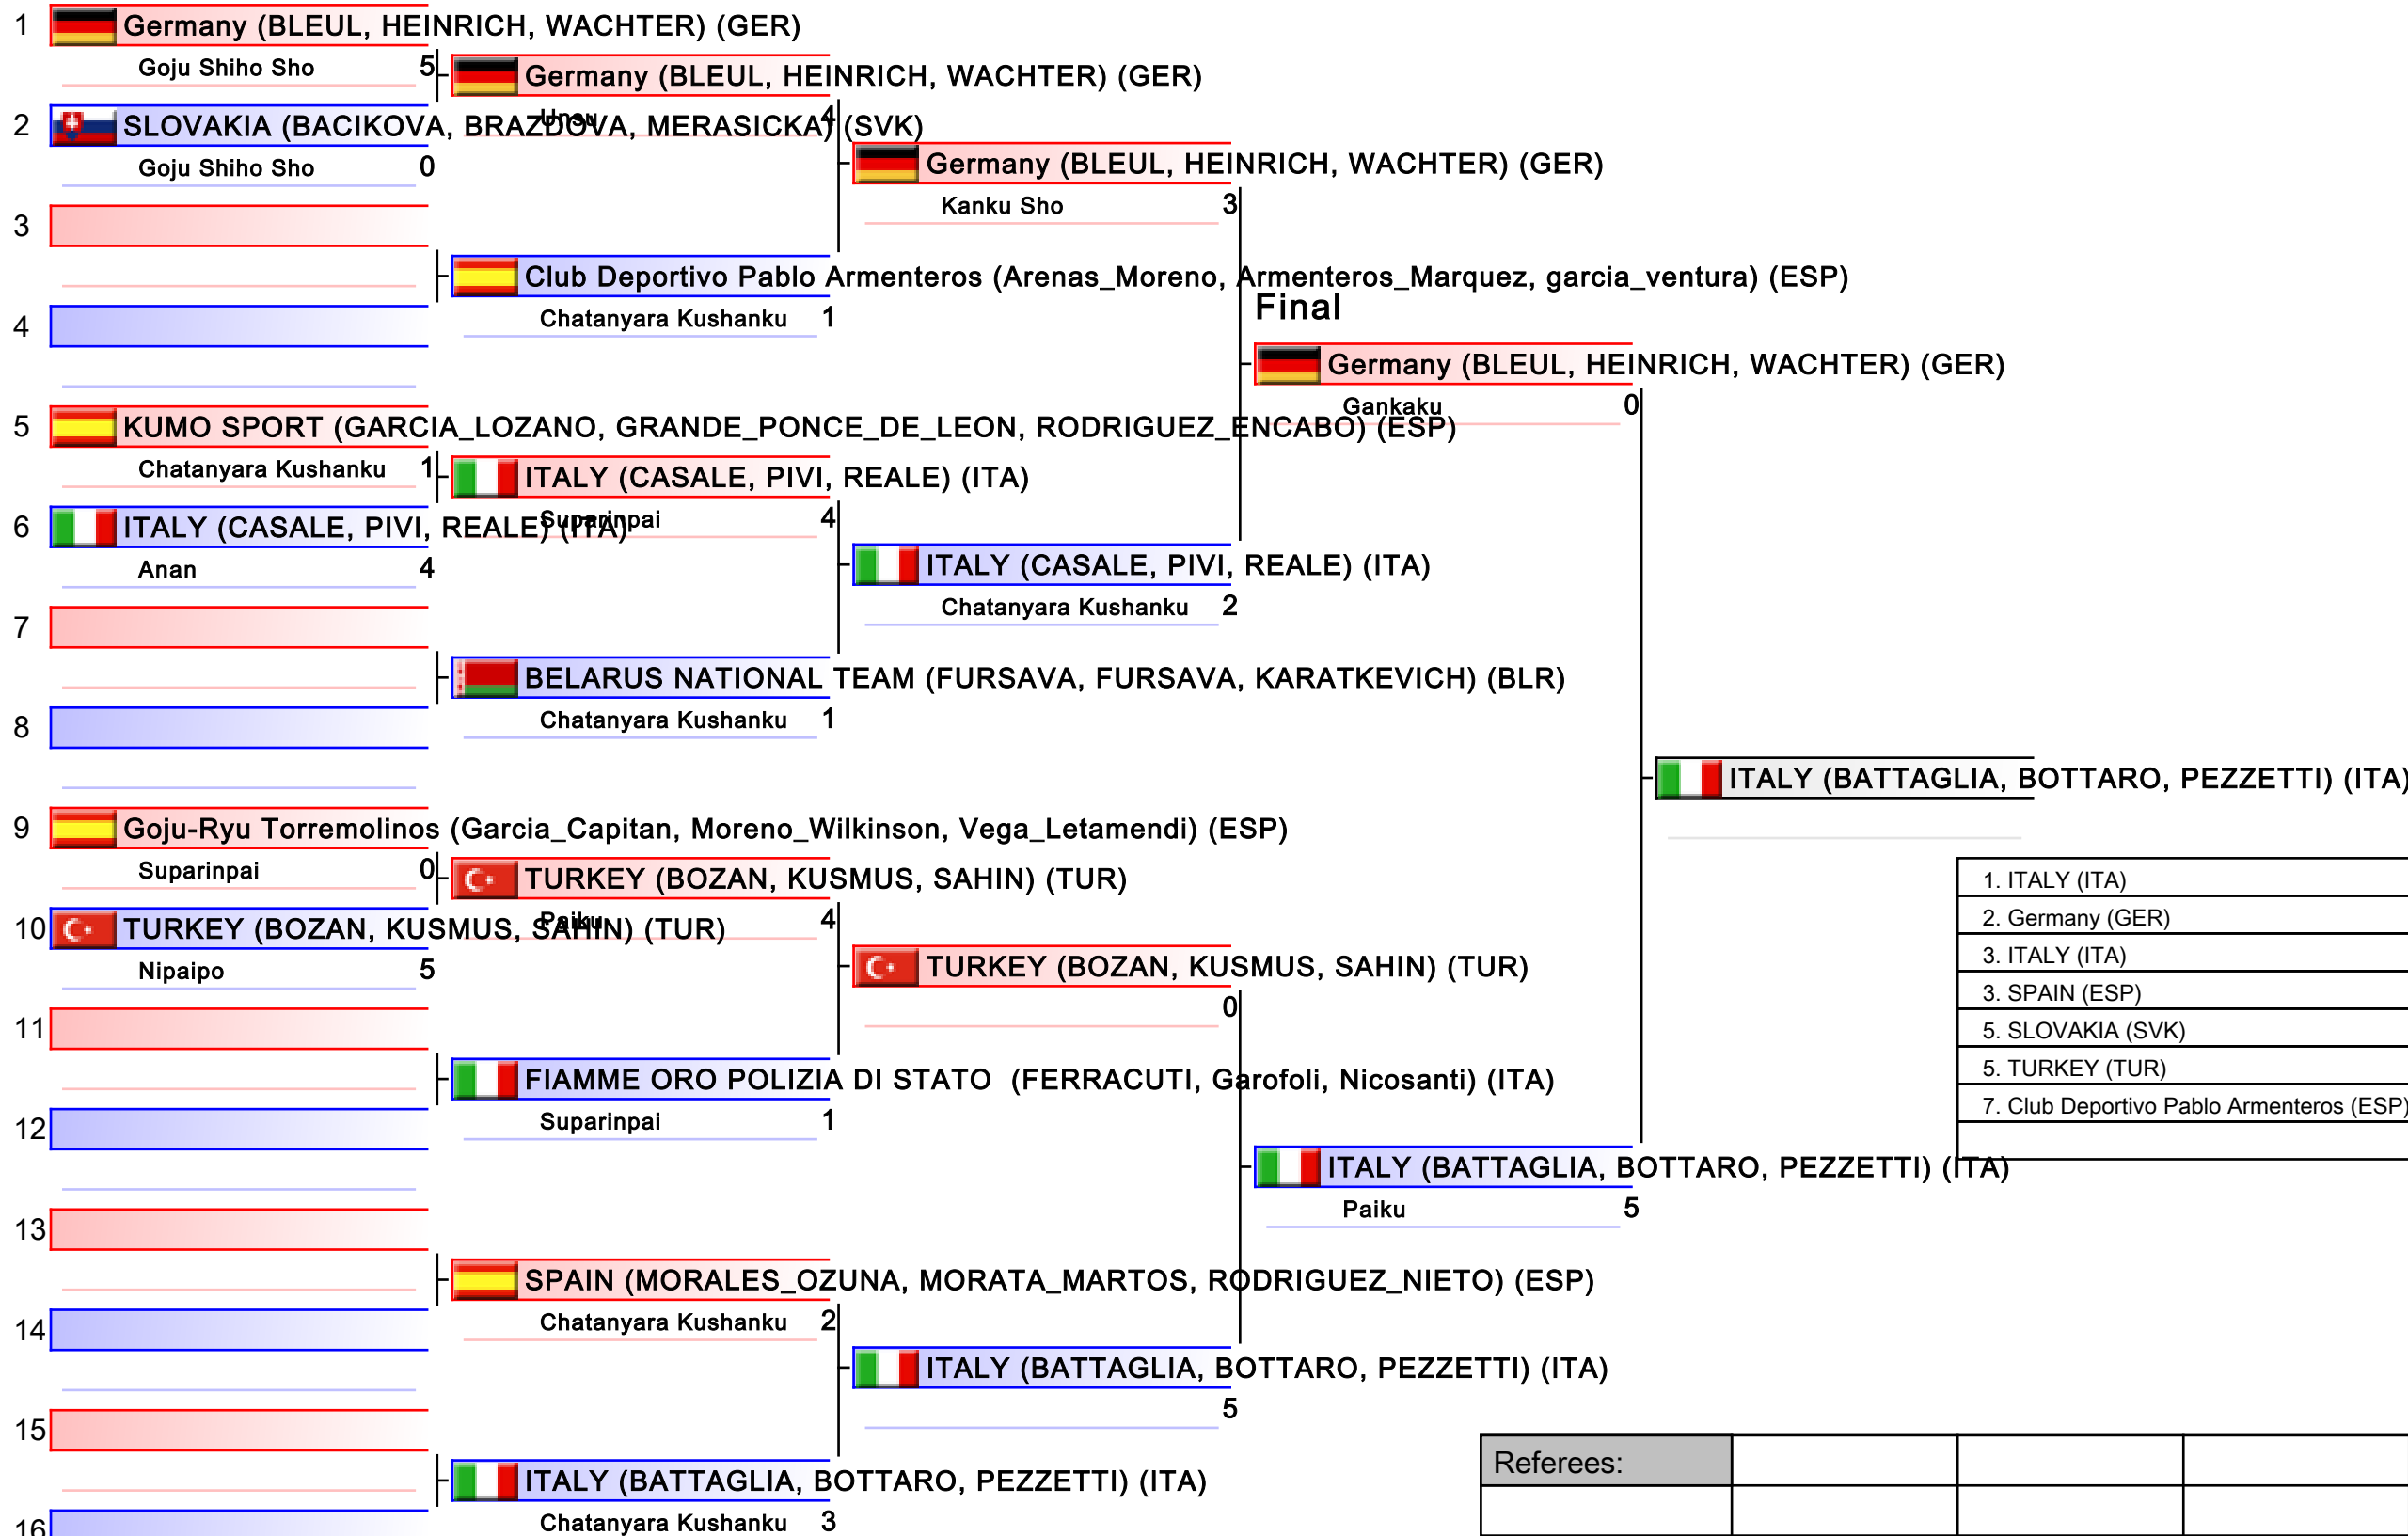 1 Germany (BLEUL, HEINRICH, WACHTER) (GER)
Goju Shiho Sho 5
2 SLOVAKIA (BACIKOVA, BRAZDOVA, MERASICKA) (SVK)
Goju Shiho Sho 0
3
4
5 KUMO SPORT (GARCIA_LOZANO, GRANDE_PONCE_DE_LEON, RODRIGUEZ_ENCABO) (ESP)
Chatanyara Kushanku 1
6 ITALY (CASALE, PIVI, REALE) (ITA)
Anan 4
7
8
9 Goju-Ryu Torremolinos (Garcia_Capitan, Moreno_Wilkinson, Vega_Letamendi) (ESP)
Suparinpai 0
10 TURKEY (BOZAN, KUSMUS, SAHIN) (TUR)
Nipaipo 5
11
12
13
14
15
16
Germany (BLEUL, HEINRICH, WACHTER) (GER)
Unsu 4
Club Deportivo Pablo Armenteros (Arenas_Moreno, Armenteros_Marquez, garcia_ventura) (ESP)
Chatanyara Kushanku 1
ITALY (CASALE, PIVI, REALE) (ITA)
Suparinpai 4
BELARUS NATIONAL TEAM (FURSAVA, FURSAVA, KARATKEVICH) (BLR)
Chatanyara Kushanku 1
TURKEY (BOZAN, KUSMUS, SAHIN) (TUR)
Paiku 4
FIAMME ORO POLIZIA DI STATO (FERRACUTI, Garofoli, Nicosanti) (ITA)
Suparinpai 1
SPAIN (MORALES_OZUNA, MORATA_MARTOS, RODRIGUEZ_NIETO) (ESP)
Chatanyara Kushanku 2
ITALY (BATTAGLIA, BOTTARO, PEZZETTI) (ITA)
Chatanyara Kushanku 3
Germany (BLEUL, HEINRICH, WACHTER) (GER)
Kanku Sho 3
ITALY (CASALE, PIVI, REALE) (ITA)
Chatanyara Kushanku 2
TURKEY (BOZAN, KUSMUS, SAHIN) (TUR)
0
ITALY (BATTAGLIA, BOTTARO, PEZZETTI) (ITA)
5
Final
Germany (BLEUL, HEINRICH, WACHTER) (GER)
Gankaku 0
ITALY (BATTAGLIA, BOTTARO, PEZZETTI) (ITA)
Paiku 5
ITALY (BATTAGLIA, BOTTARO, PEZZETTI) (ITA)
1. ITALY (ITA)
2. Germany (GER)
3. ITALY (ITA)
3. SPAIN (ESP)
5. SLOVAKIA (SVK)
5. TURKEY (TUR)
7. Club Deportivo Pablo Armenteros (ESP)
Referees: